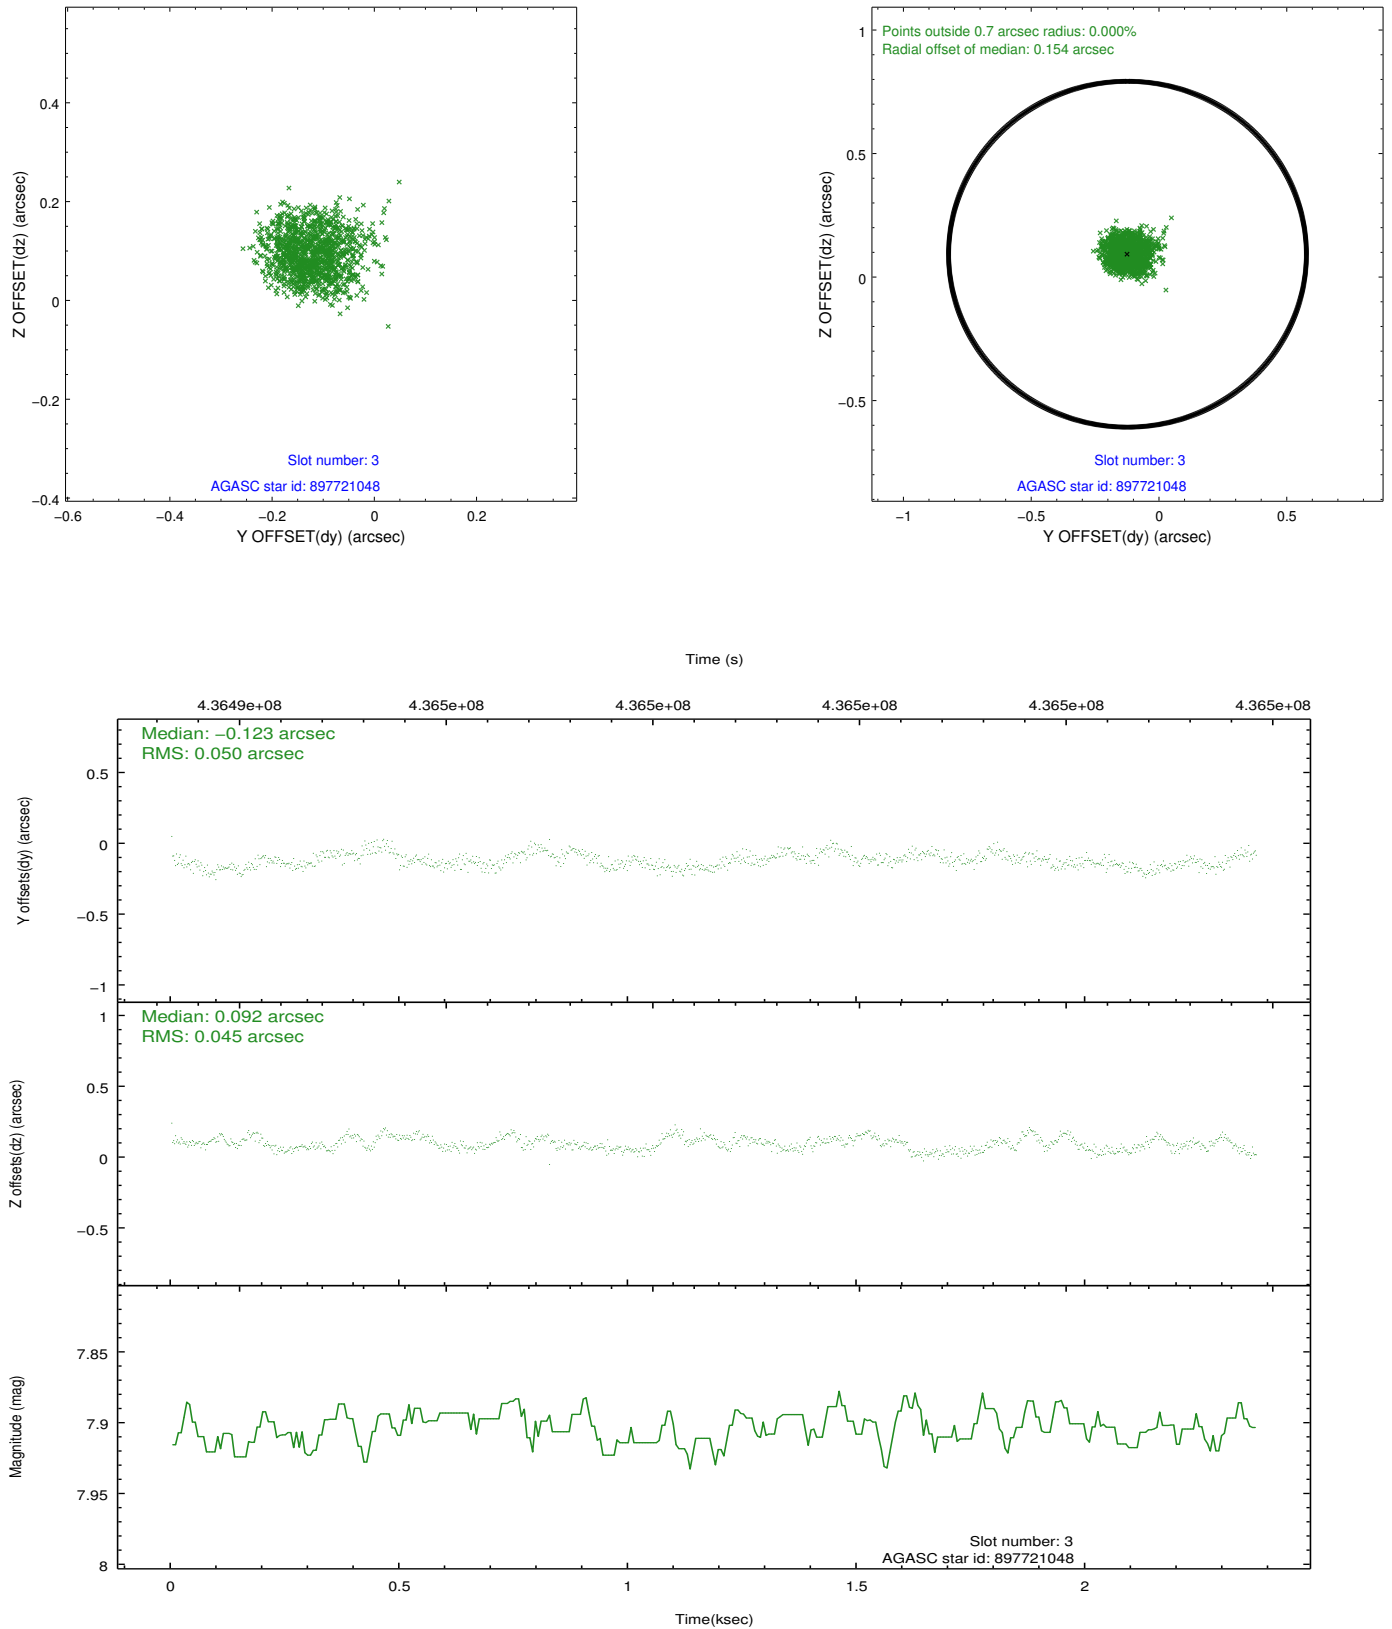 0.4
0.2
0
−0.2
−0.4
Z OFFSET(dz) (arcsec)
Slot number: 3
AGASC star id: 897721048
−0.6 −0.4 −0.2 0 0.2
Y OFFSET(dy) (arcsec)
Points outside 0.7 arcsec radius: 0.000%
Radial offset of median: 0.154 arcsec
1
0.5
0
−0.5
Z OFFSET(dz) (arcsec)
Slot number: 3
AGASC star id: 897721048
−1 −0.5 0 0.5
Y OFFSET(dy) (arcsec)
Time (s)
4.3649e+08 4.365e+08 4.365e+08 4.365e+08 4.365e+08 4.365e+08
Median: −0.123 arcsec
RMS: 0.050 arcsec
0.5
0
−0.5
−1
Y offsets(dy) (arcsec)
Median: 0.092 arcsec
RMS: 0.045 arcsec
1
0.5
0
−0.5
Z offsets(dz) (arcsec)
7.85
7.9
7.95
8
Magnitude (mag)
Slot number: 3
AGASC star id: 897721048
0 0.5 1 1.5 2
Time(ksec)